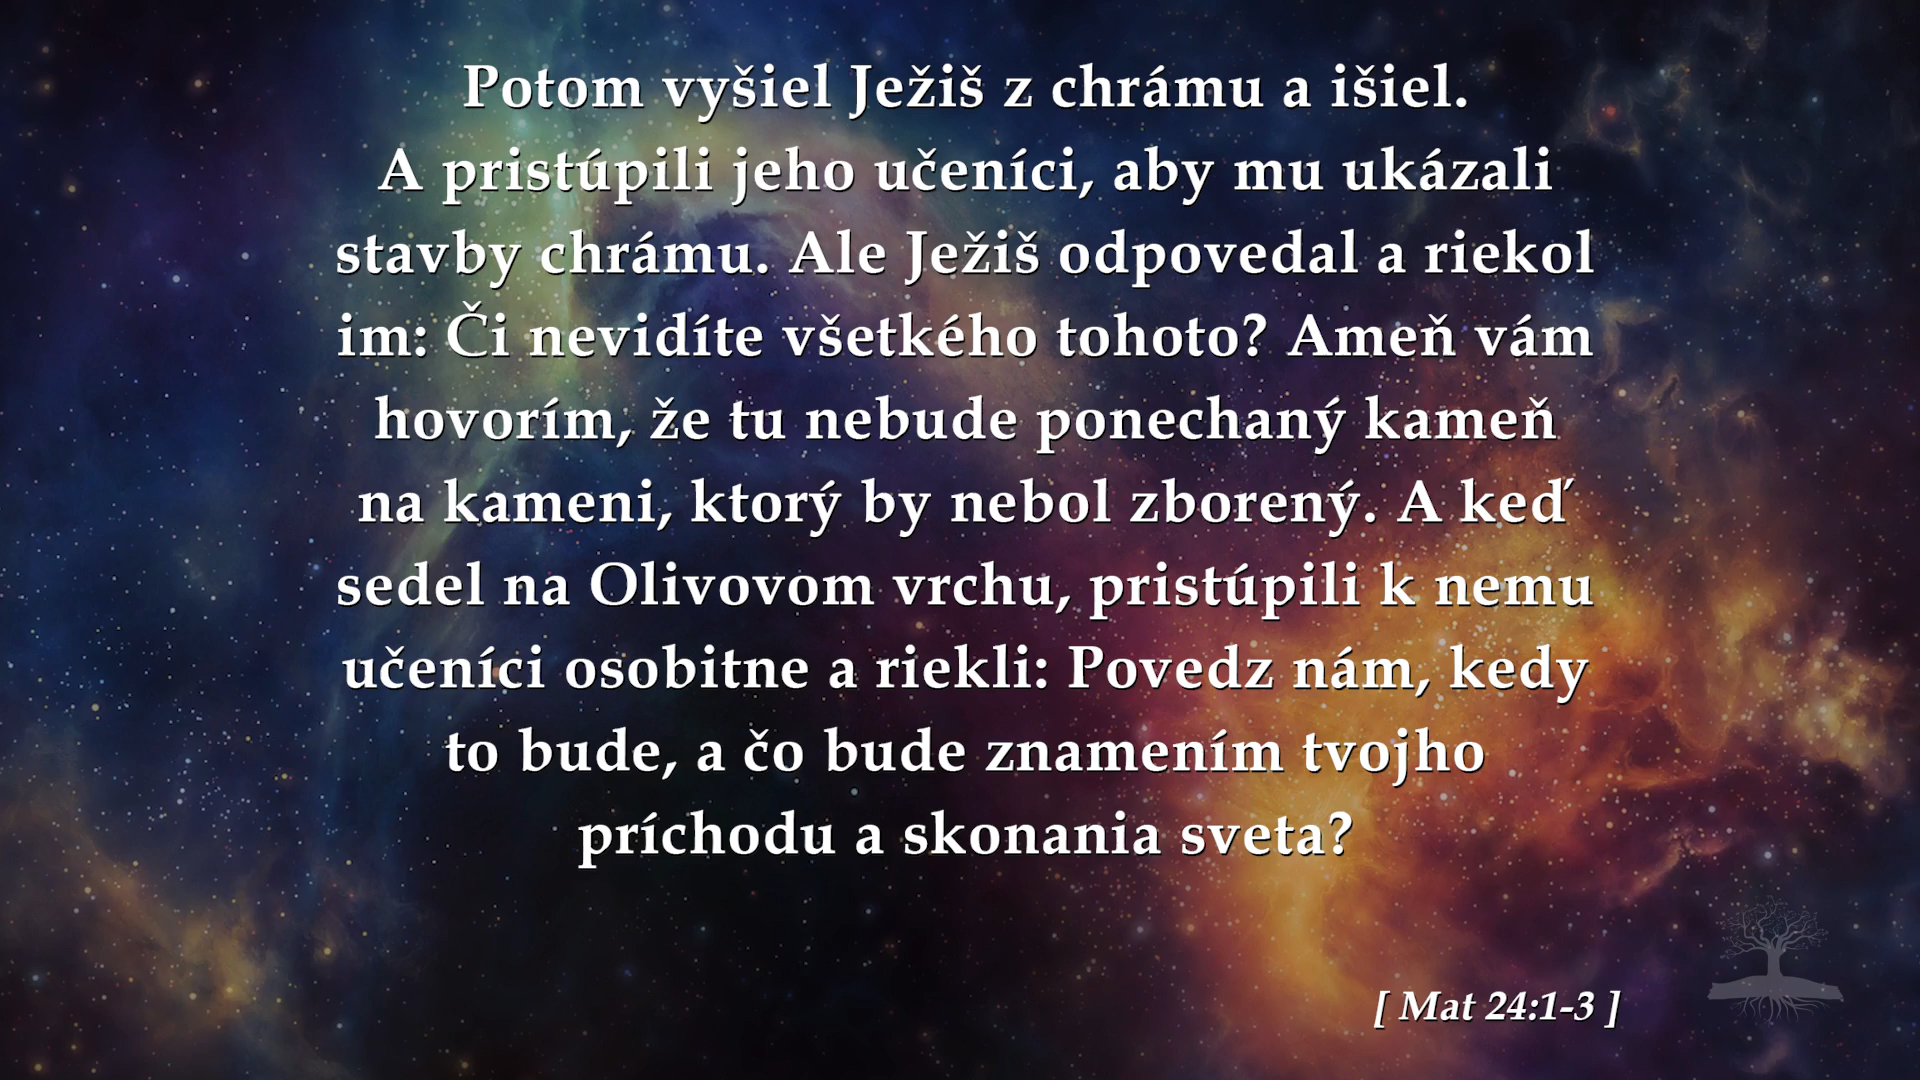 Potom vyšiel Ježiš z chrámu a išiel.
A pristúpili jeho učeníci, aby mu ukázali
stavby chrámu. Ale Ježiš odpovedal a riekol
im: Či nevidíte všetkého tohoto? Ameň vám
hovorím, že tu nebude ponechaný kameň
na kameni, ktorý by nebol zborený. A keď
sedel na Olivovom vrchu, pristúpili k nemu
učeníci osobitne a riekli: Povedz nám, kedy
to bude, a čo bude znamením tvojho
príchodu a skonania sveta?
[ Mat 24:1-3 ]